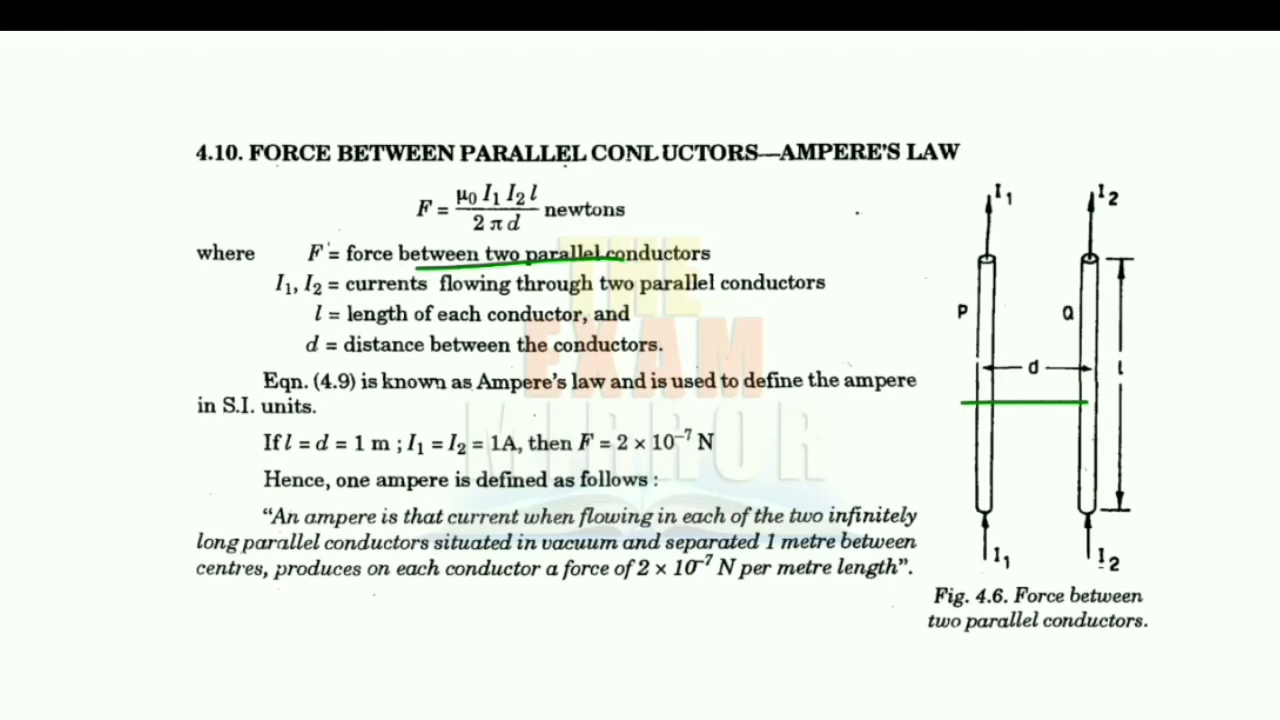 4.10. FORCE BETWEEN PARALLEL CONDUCTORS—AMPERE'S LAW
F = μ0 I1 I2 l / 2 π d newtons
where F = force between two parallel conductors
I1, I2 = currents flowing through two parallel conductors
l = length of each conductor, and
d = distance between the conductors.
Eqn. (4.9) is known as Ampere's law and is used to define the ampere
in S.I. units.
If l = d = 1 m ; I1 = I2 = 1A, then F = 2 × 10⁻⁷ N
Hence, one ampere is defined as follows :
"An ampere is that current when flowing in each of the two infinitely
long parallel conductors situated in vacuum and separated 1 metre between
centres, produces on each conductor a force of 2 × 10⁻⁷ N per metre length".
I1 I2
P Q
d l
I1 I2
Fig. 4.6. Force between
two parallel conductors.
THE
EXAM
MIRROR